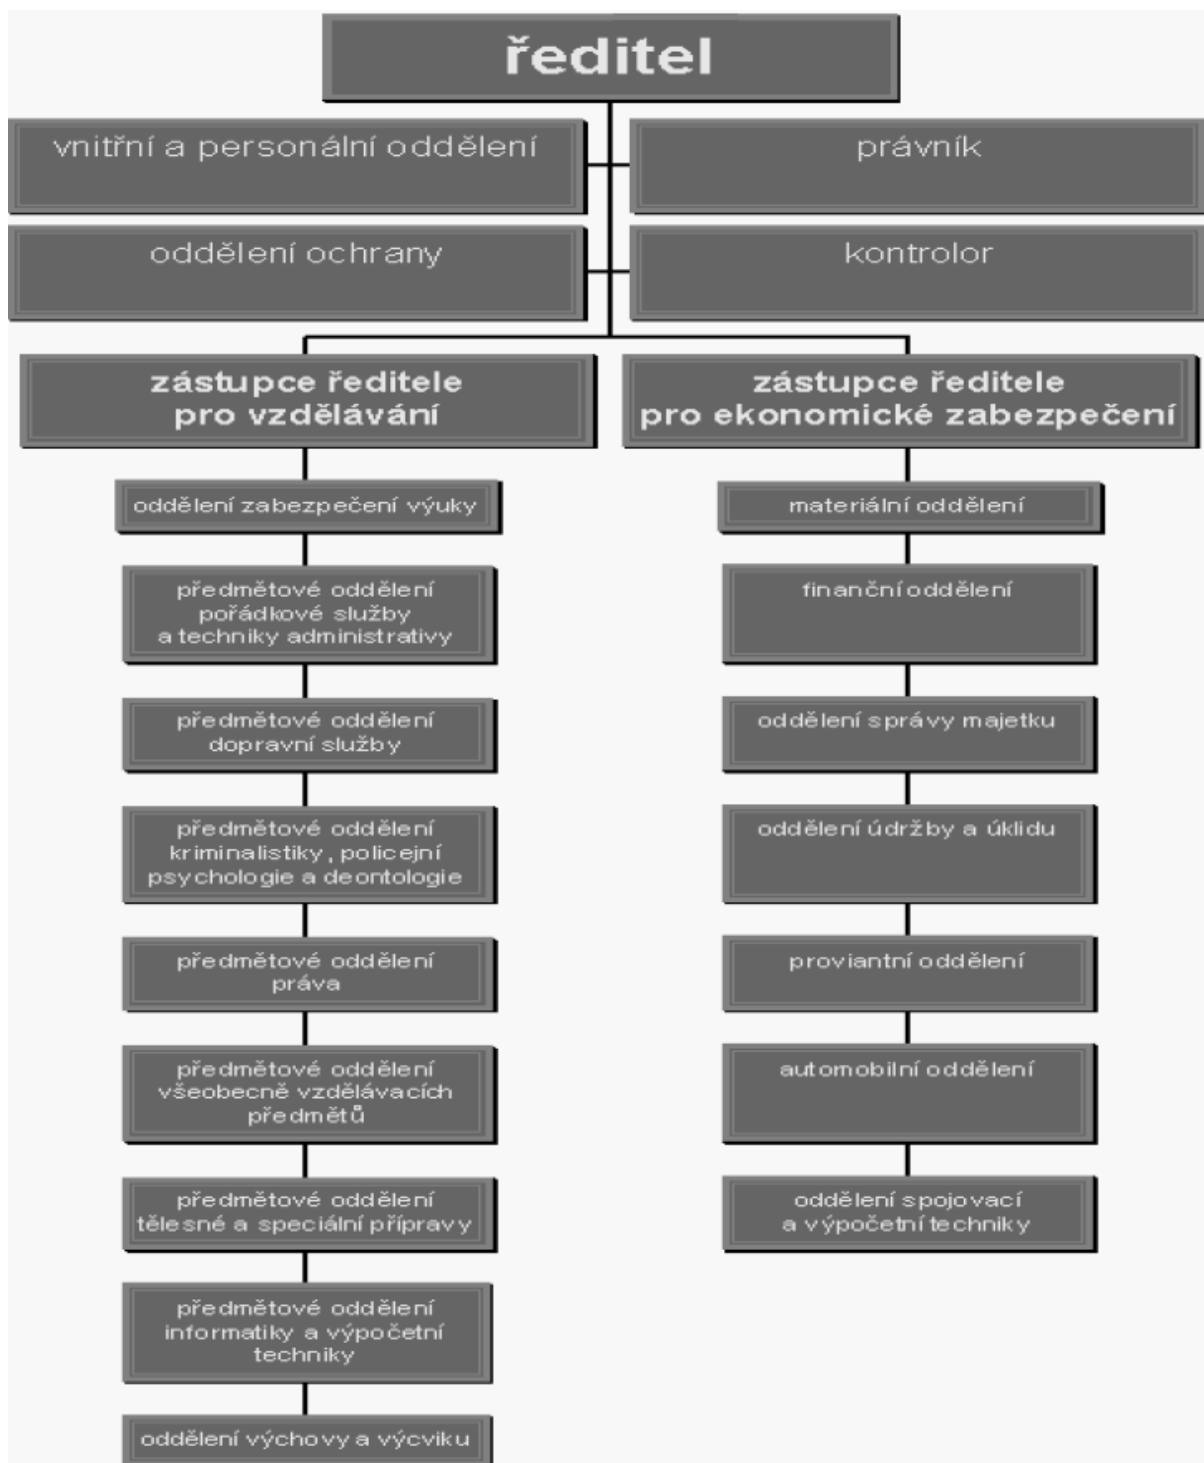 ředitel
vnitřní a personální oddělení
právník
oddělení ochrany
kontrolor
zástupce ředitele
pro vzdělávání
zástupce ředitele
pro ekonomické zabezpečení
oddělení zabezpečení výuky
předmětové oddělení
pořádkové služby
a techniky administrativy
předmětové oddělení
dopravní služby
předmětové oddělení
kriminalistiky, policejní
psychologie a deontologie
předmětové oddělení
práva
předmětové oddělení
všeobecně vzdělávacích
předmětů
předmětové oddělení
tělesné a speciální přípravy
předmětové oddělení
informatiky a výpočetní
techniky
oddělení výchovy a výcviku
materiální oddělení
finanční oddělení
oddělení správy majetku
oddělení údržby a úklidu
proviantní oddělení
automobilní oddělení
oddělení spojovací
a výpočetní techniky